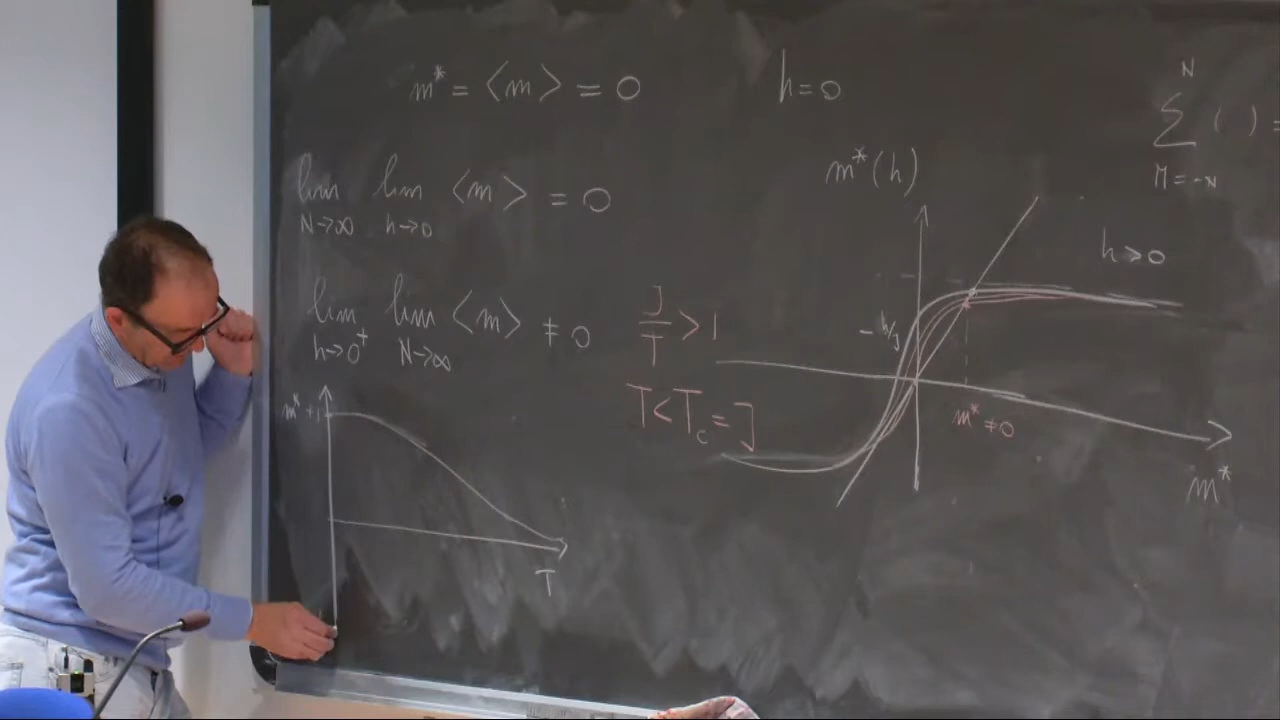 m* = <m> = 0
lim lim <m> = 0
N→∞ h→0
lim lim <m> ≠ 0
h→0⁺ N→∞
m* +1
T
J/T > 1
T < T_c = J
h = 0
m*(h)
h > 0
-h/J
m* ≠ 0
m*
N
∑ ( ) =
M = -N